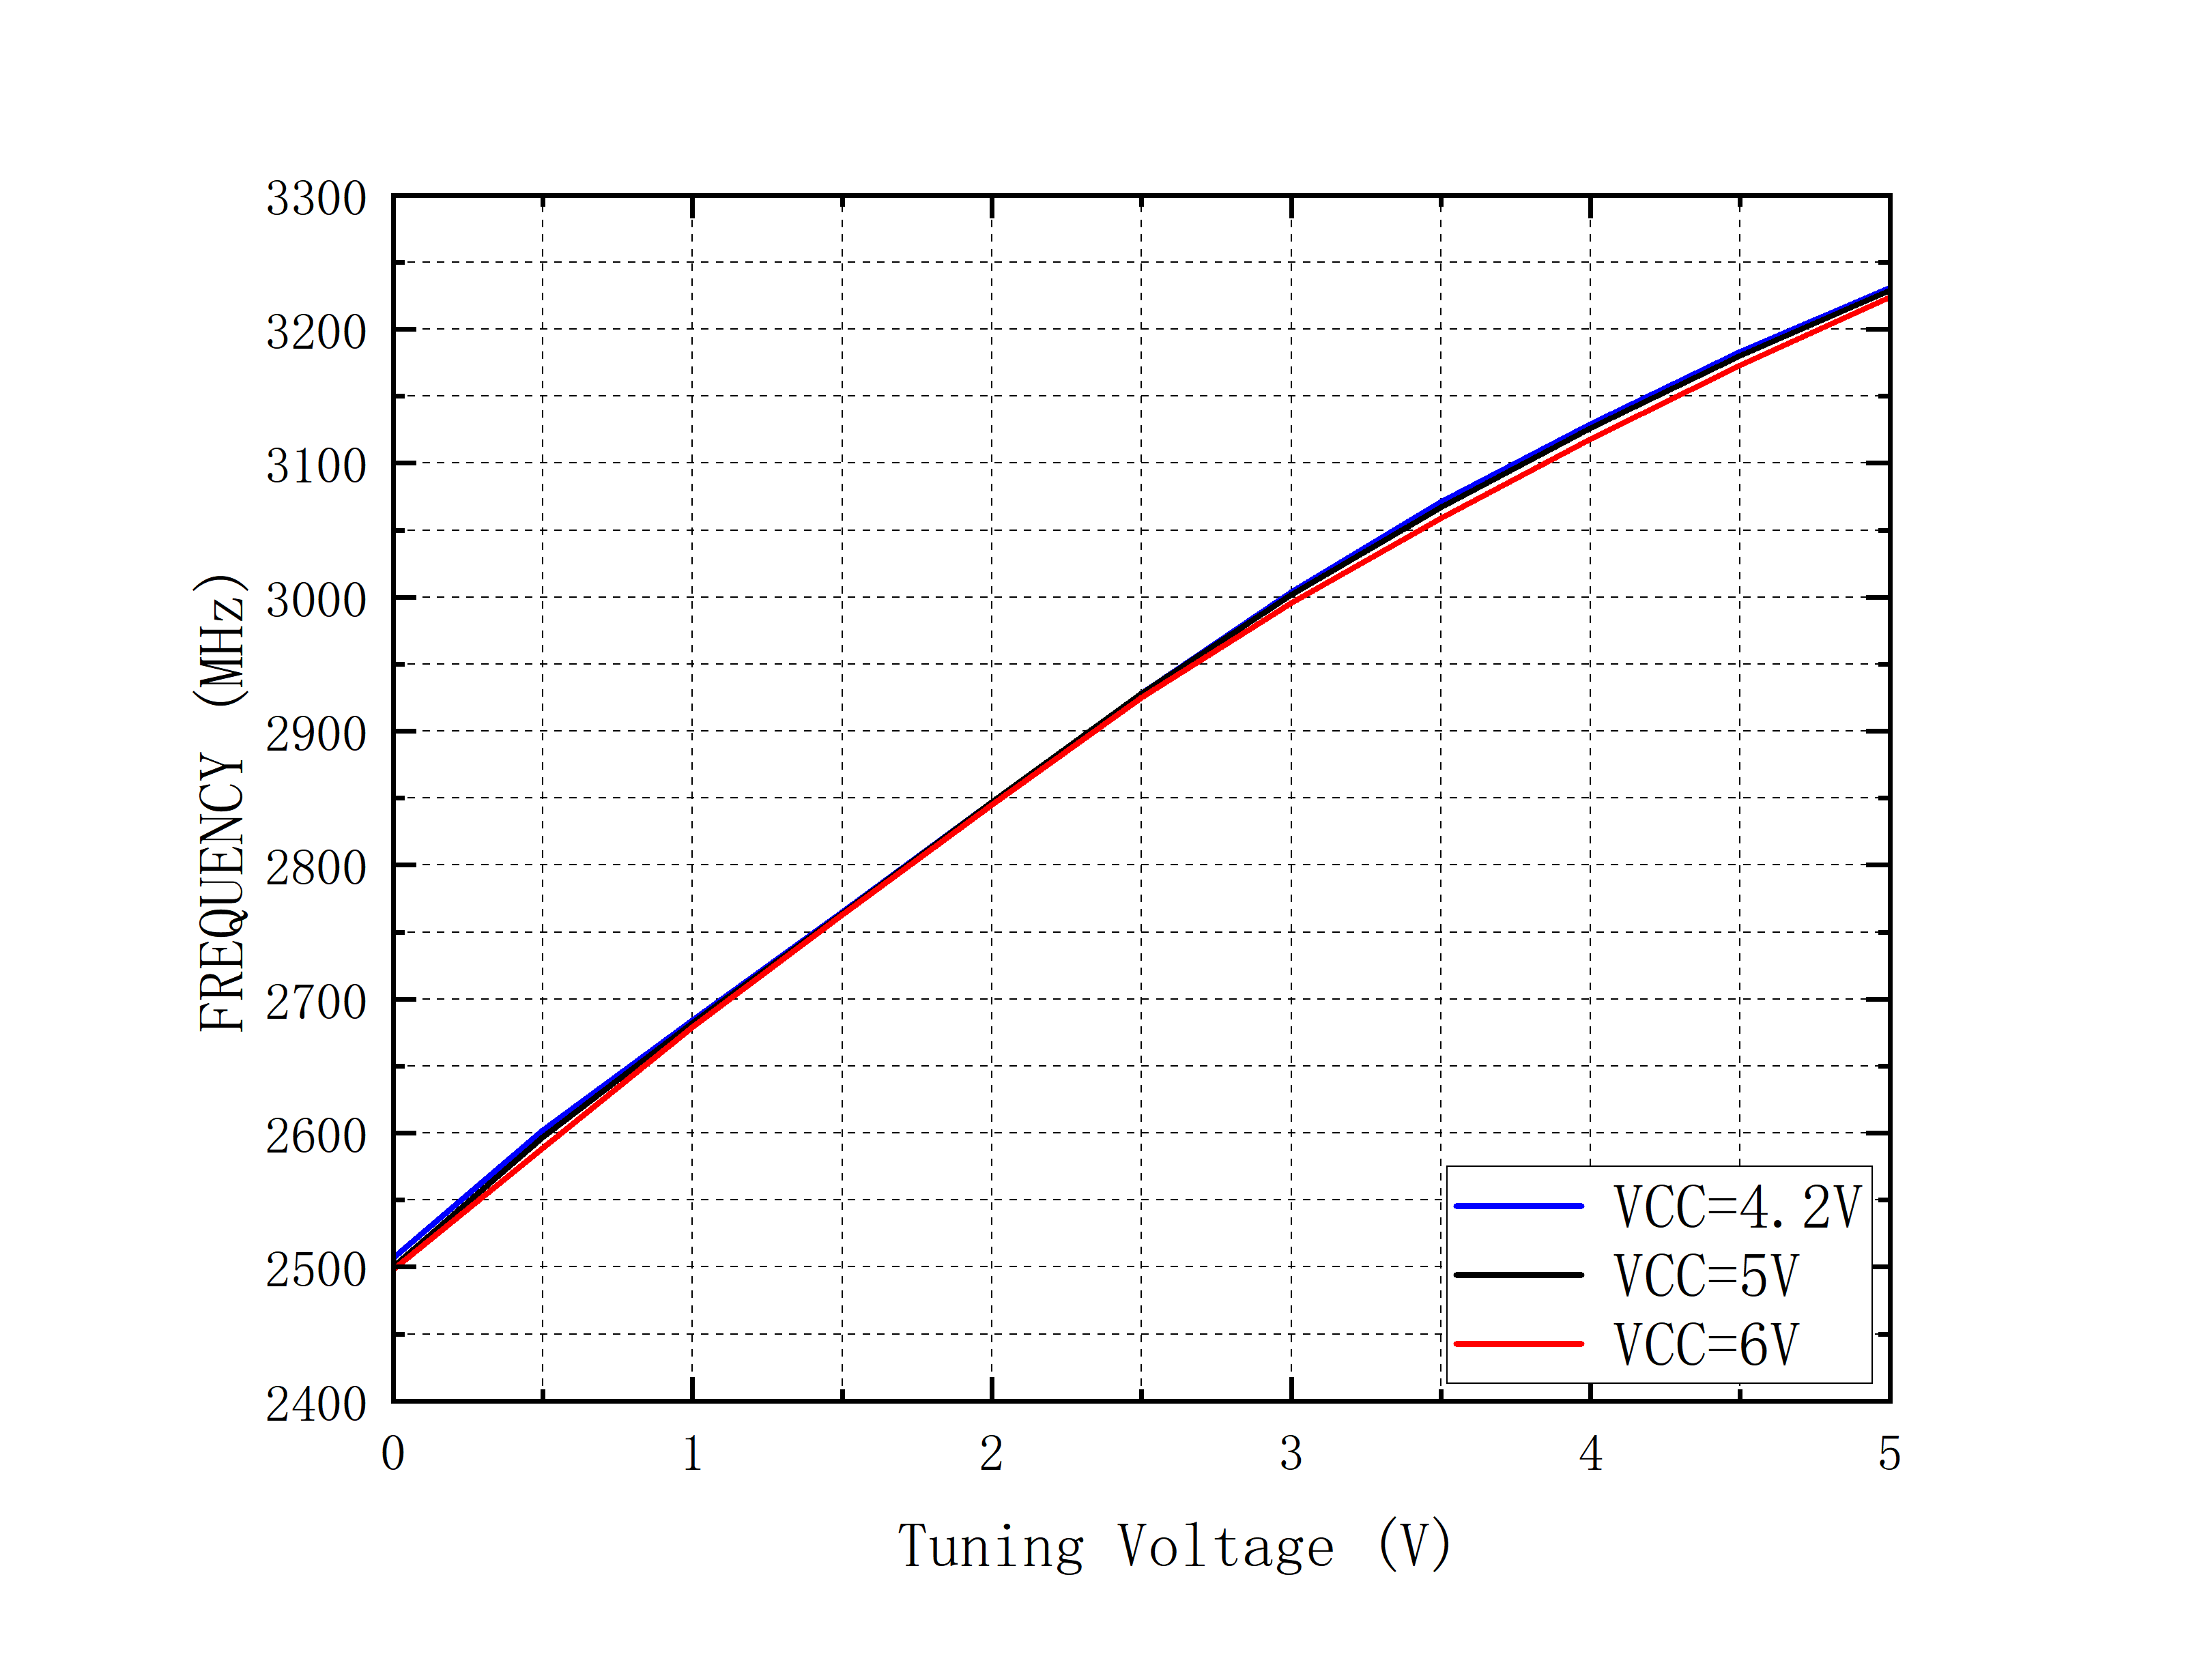 3300
3200
3100
3000
2900
2800
2700
2600
2500
2400
FREQUENCY (MHz)
0 1 2 3 4 5
Tuning Voltage (V)
VCC=4.2V
VCC=5V
VCC=6V